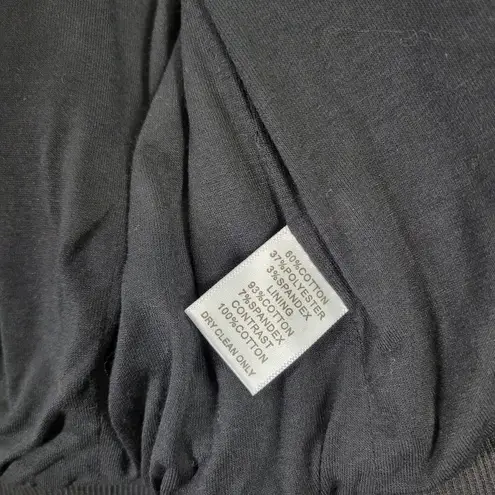 60%COTTON
37%POLYESTER
3%SPANDEX
LINING
93%COTTON
7%SPANDEX
CONTRAST
100%COTTON
DRY CLEAN ONLY